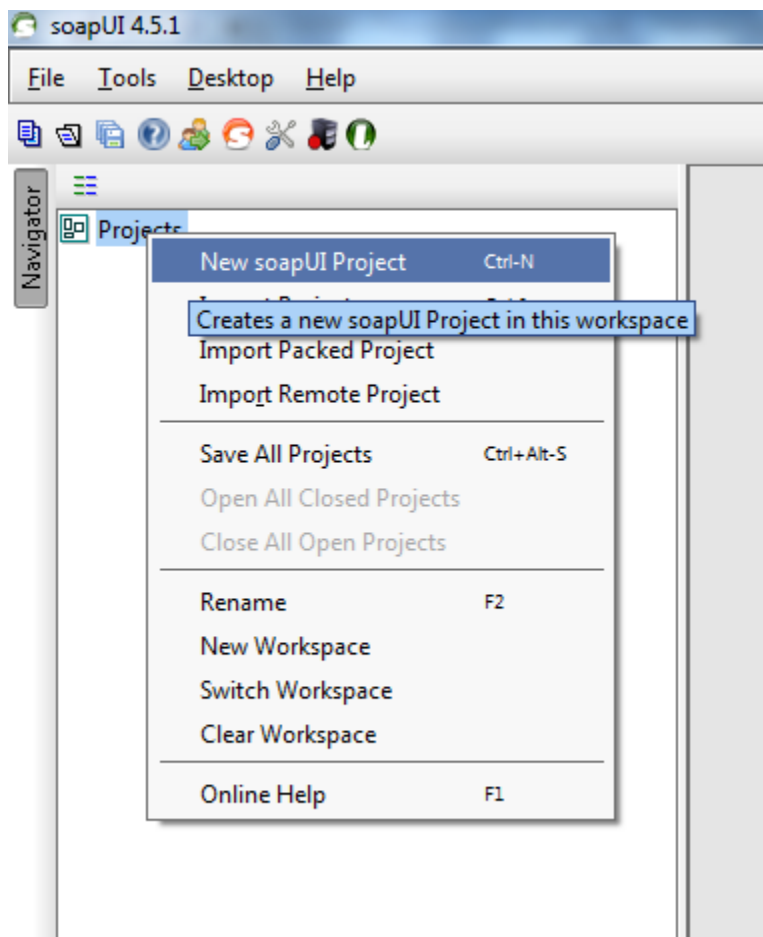 soapUI 4.5.1
File Tools Desktop Help
Navigator
Projects
New soapUI Project Ctrl-N
Creates a new soapUI Project in this workspace
Import Packed Project
Import Remote Project
Save All Projects Ctrl+Alt-S
Open All Closed Projects
Close All Open Projects
Rename F2
New Workspace
Switch Workspace
Clear Workspace
Online Help F1